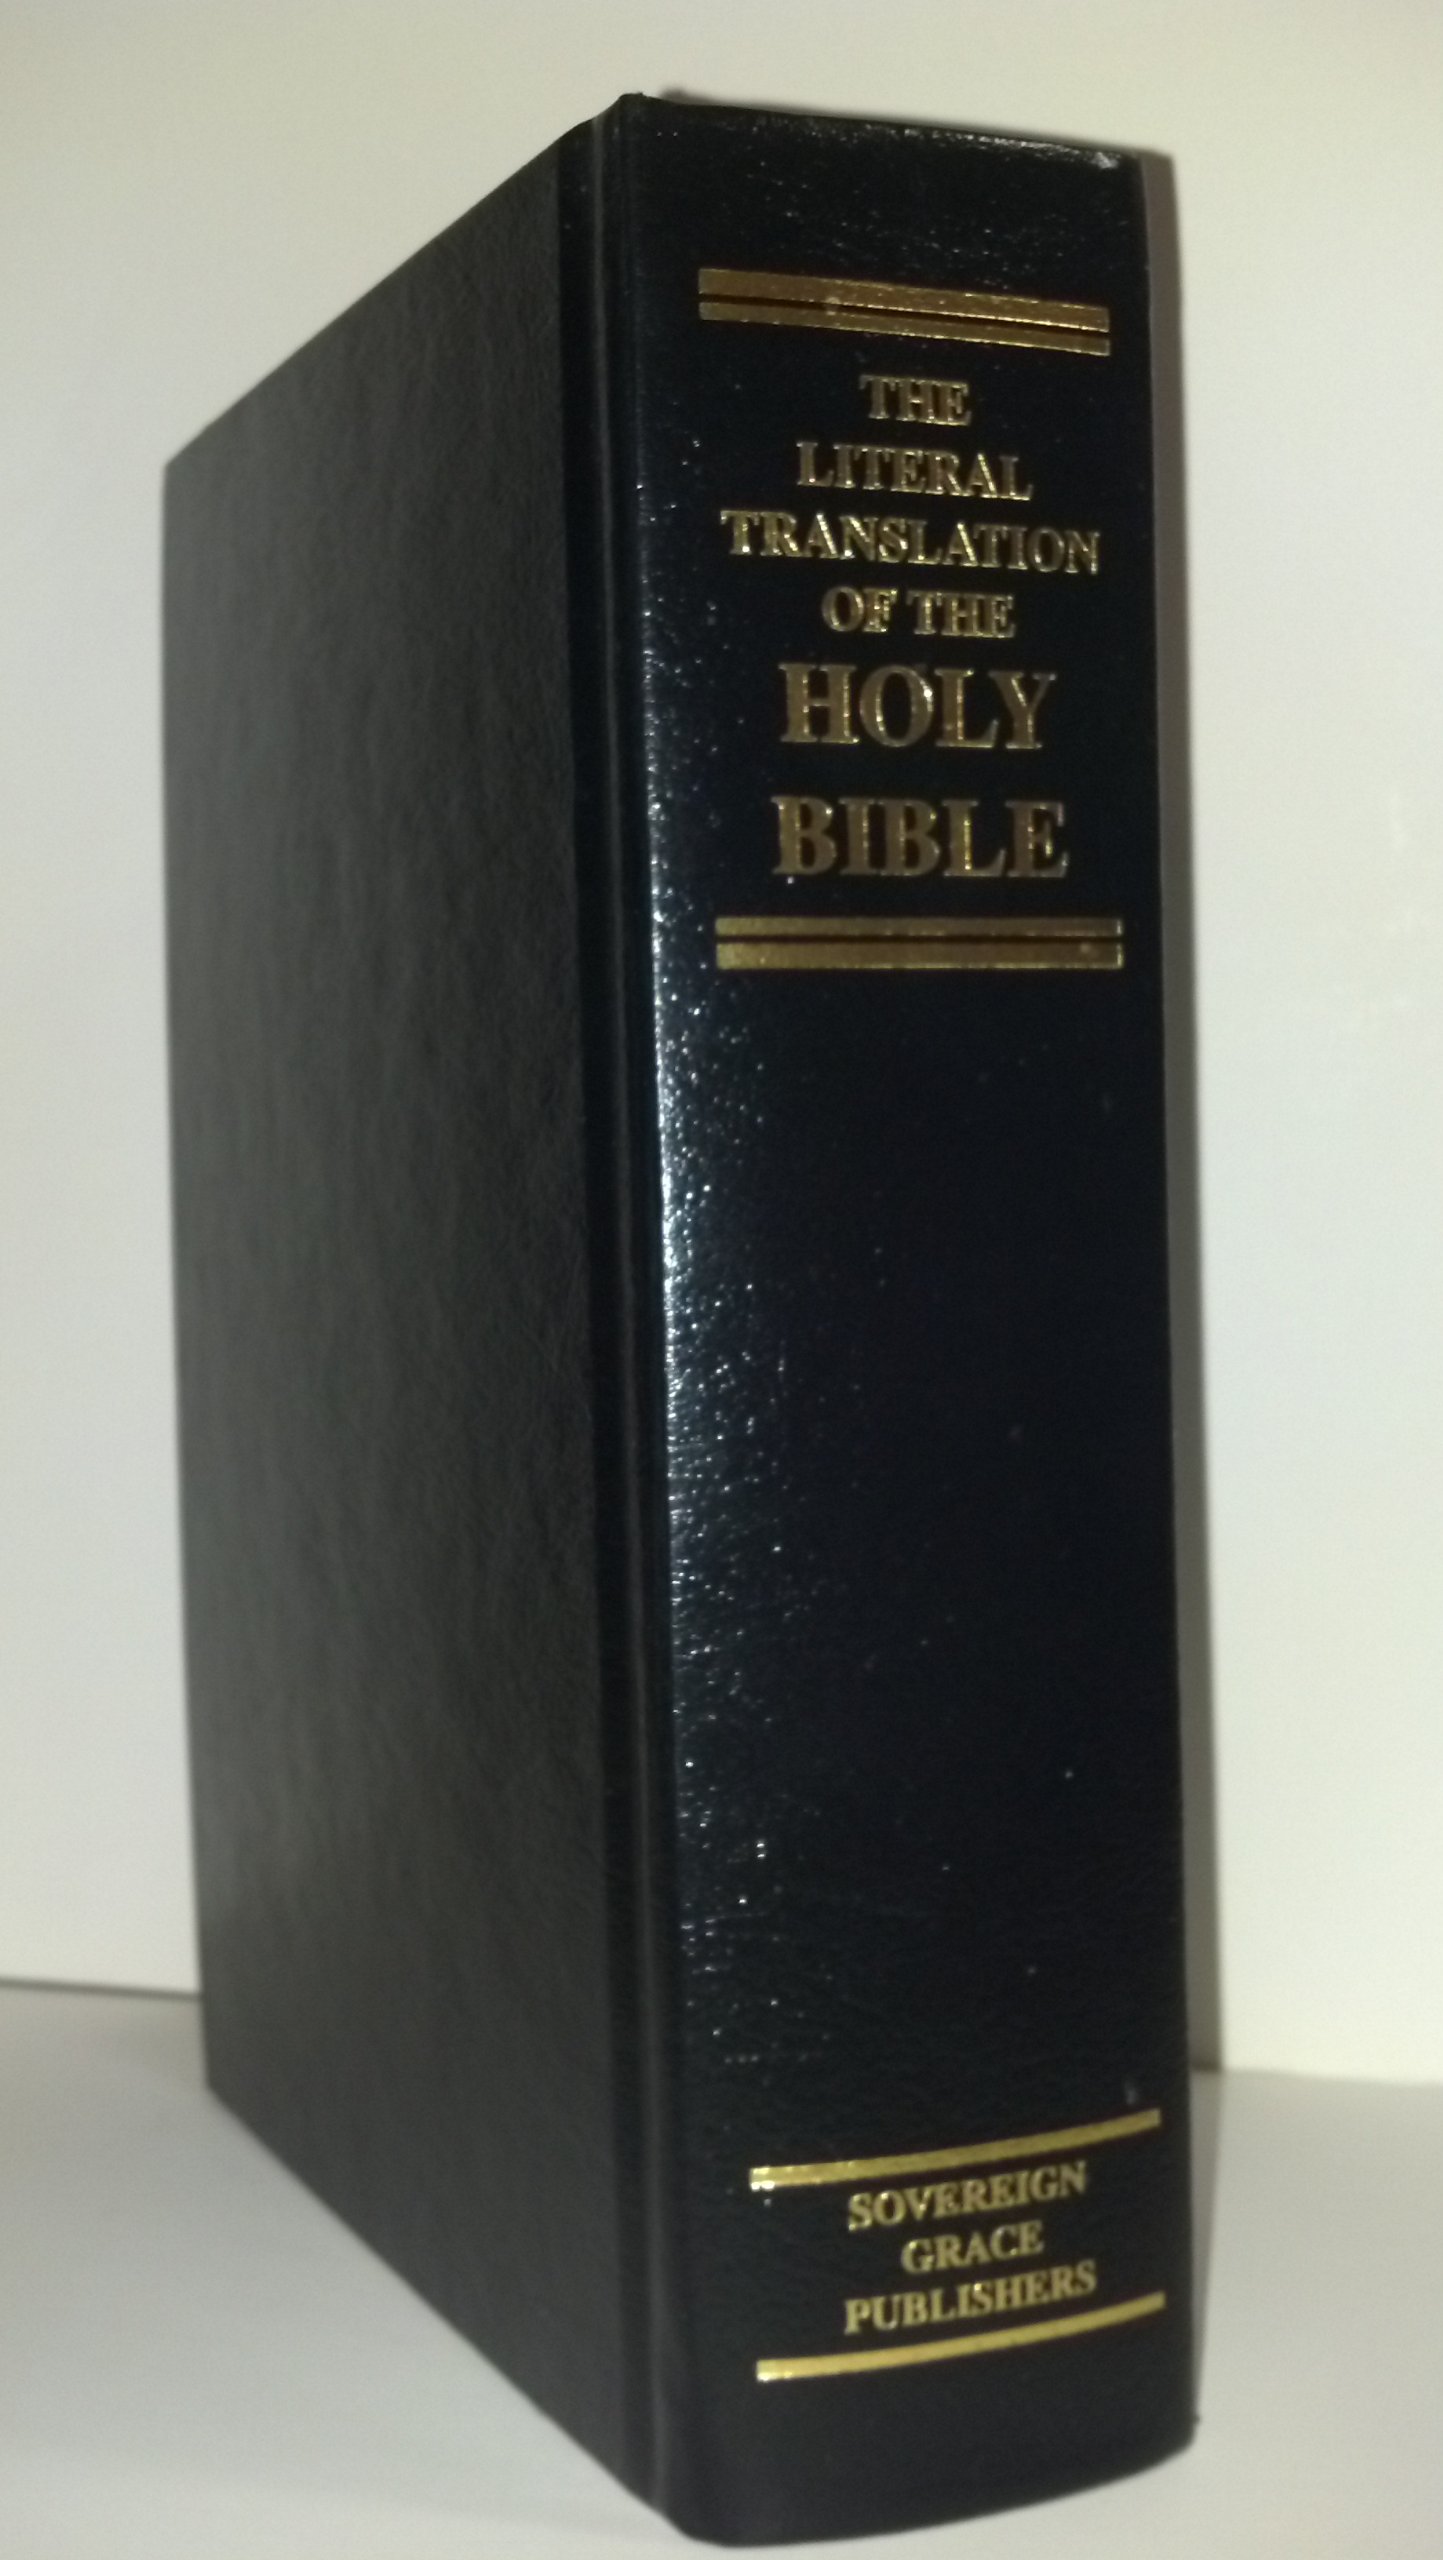 THE
LITERAL
TRANSLATION
OF THE
HOLY
BIBLE
SOVEREIGN
GRACE
PUBLISHERS